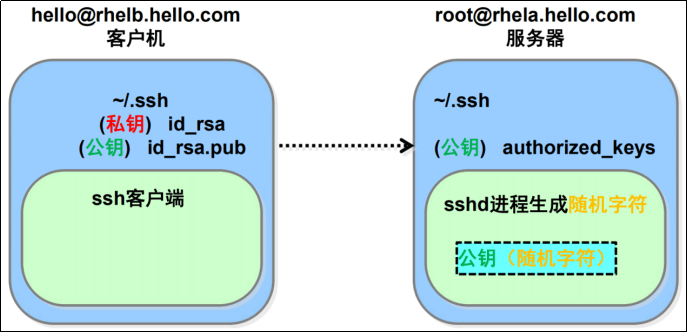 hello@rhelb.hello.com
客户机
~/.ssh
(私钥) id_rsa
(公钥) id_rsa.pub
ssh客户端
root@rhela.hello.com
服务器
~/.ssh
(公钥) authorized_keys
sshd进程生成随机字符
公钥（随机字符）